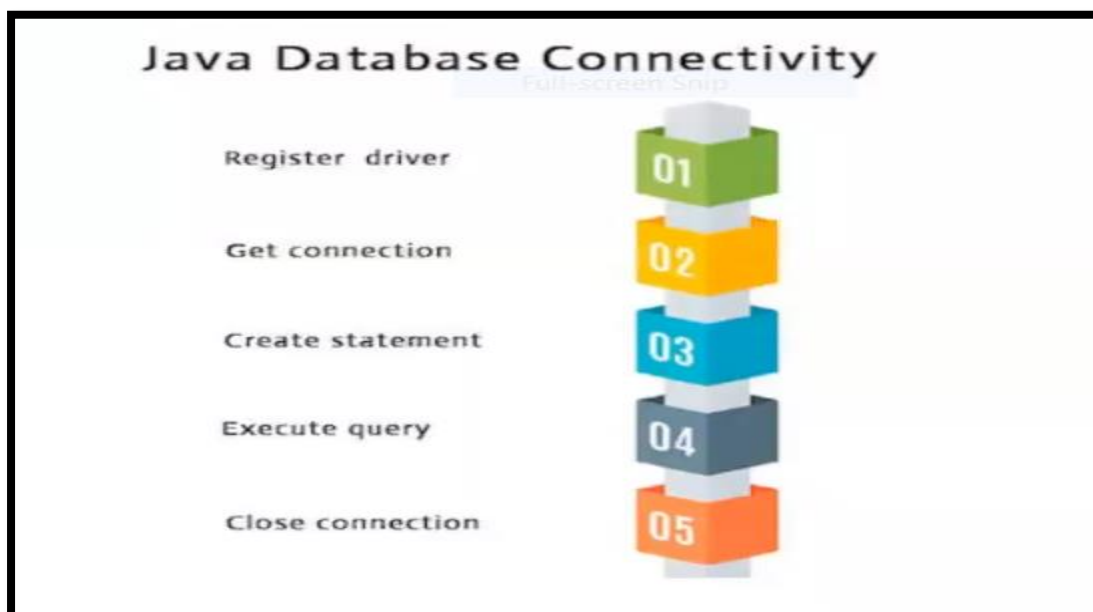 Java Database Connectivity
Full-screen Snip
Register driver
01
Get connection
02
Create statement
03
Execute query
04
Close connection
05